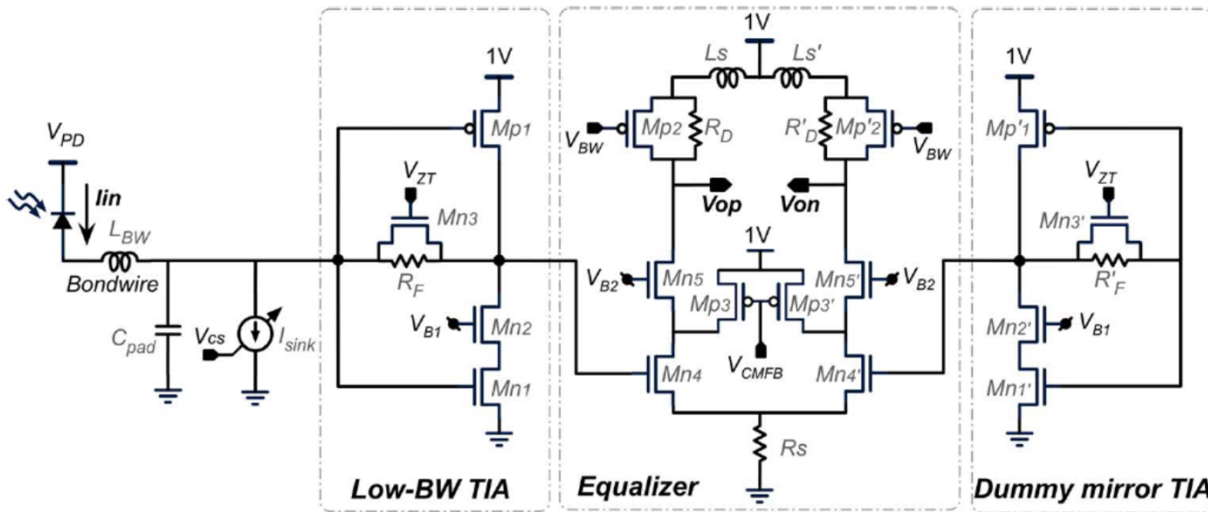 V_PD
Iin
L_BW
Bondwire
C_pad
Vcs
I_sink
1V
Mp1
V_ZT
Mn3
R_F
V_B1
Mn2
Mn1
Low-BW TIA
1V
Ls
Ls'
V_BW
Mp2
R_D
R'_D
Mp'2
V_BW
Vop
Von
1V
V_B2
Mn5
Mp3
Mp3'
Mn5'
V_B2
V_CMFB
Mn4
Mn4'
Rs
Equalizer
1V
Mp'1
V_ZT
Mn3'
R'_F
Mn2'
V_B1
Mn1'
Dummy mirror TIA